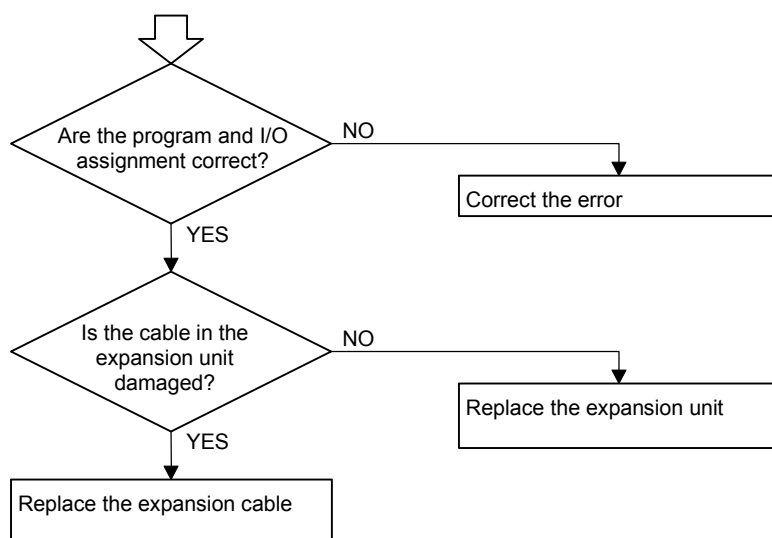 Are the program and I/O
assignment correct?
NO
Correct the error
YES
Is the cable in the
expansion unit
damaged?
NO
Replace the expansion unit
YES
Replace the expansion cable